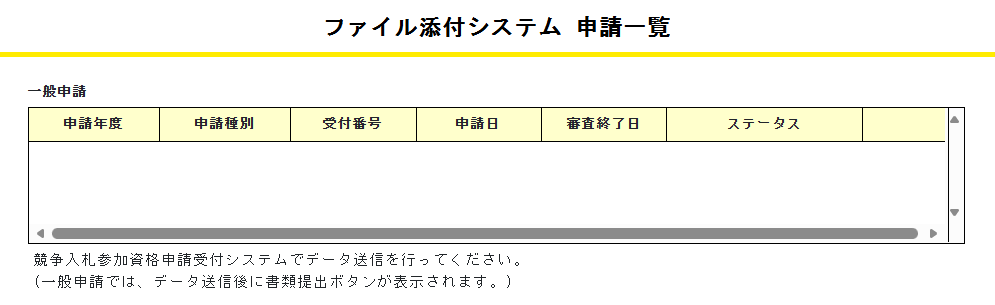 ファイル添付システム 申請一覧
一般申請
申請年度 申請種別 受付番号 申請日 審査終了日 ステータス
競争入札参加資格申請受付システムでデータ送信を行ってください。
(一般申請では、データ送信後に書類提出ボタンが表示されます。)